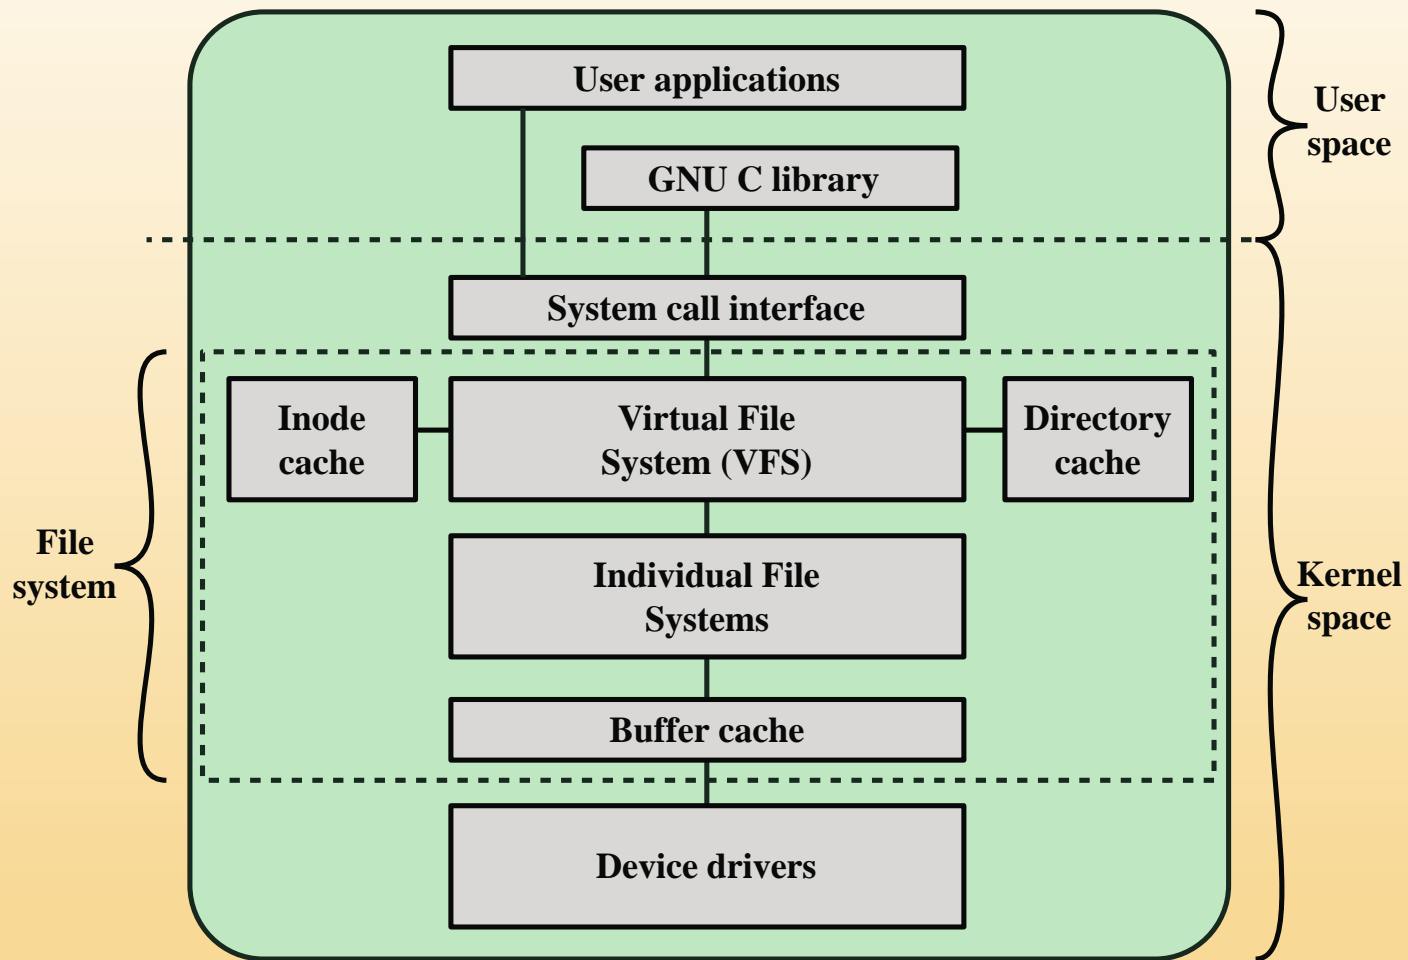 User applications
User
space
GNU C library
System call interface
Inode
cache
Virtual File
System (VFS)
Directory
cache
File
system
Individual File
Systems
Kernel
space
Buffer cache
Device drivers